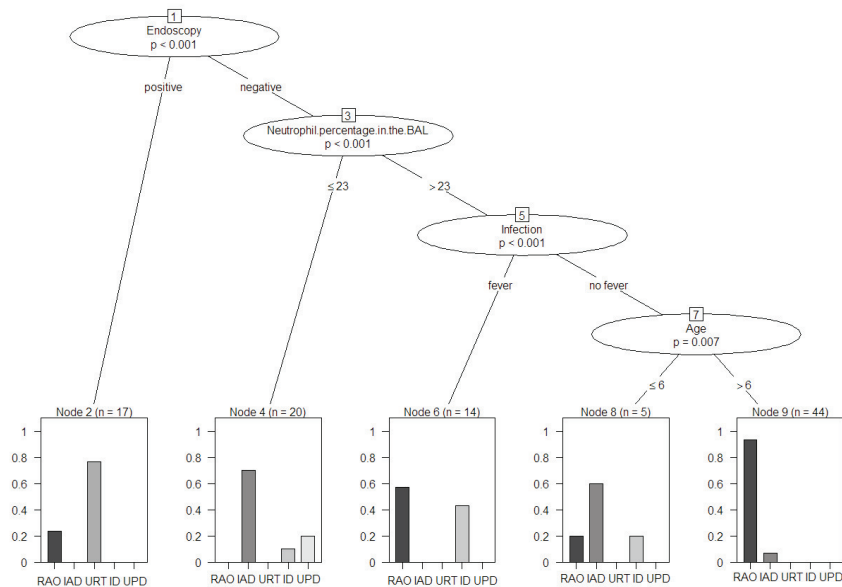 1
Endoscopy
p < 0.001
positive
negative
3
Neutrophil.percentage.in.the.BAL
p < 0.001
≤ 23
> 23
5
Infection
p < 0.001
fever
no fever
7
Age
p = 0.007
≤ 6
> 6
Node 2 (n = 17)
1
0.8
0.6
0.4
0.2
0
RAO IAD URT ID UPD
Node 4 (n = 20)
1
0.8
0.6
0.4
0.2
0
RAO IAD URT ID UPD
Node 6 (n = 14)
1
0.8
0.6
0.4
0.2
0
RAO IAD URT ID UPD
Node 8 (n = 5)
1
0.8
0.6
0.4
0.2
0
RAO IAD URT ID UPD
Node 9 (n = 44)
1
0.8
0.6
0.4
0.2
0
RAO IAD URT ID UPD